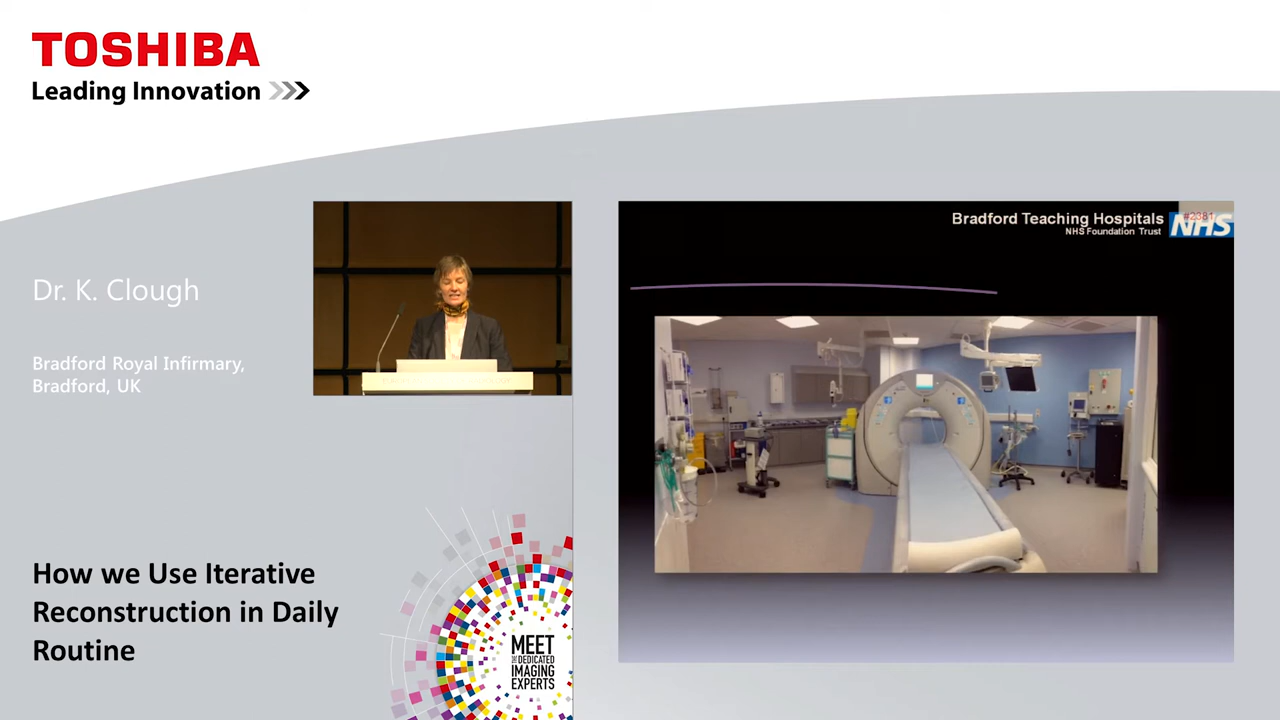 TOSHIBA
Leading Innovation
Dr. K. Clough
Bradford Royal Infirmary,
Bradford, UK
How we Use Iterative
Reconstruction in Daily
Routine
MEET
THE DEDICATED
IMAGING
EXPERTS
Bradford Teaching Hospitals
NHS Foundation Trust
NHS
#2381